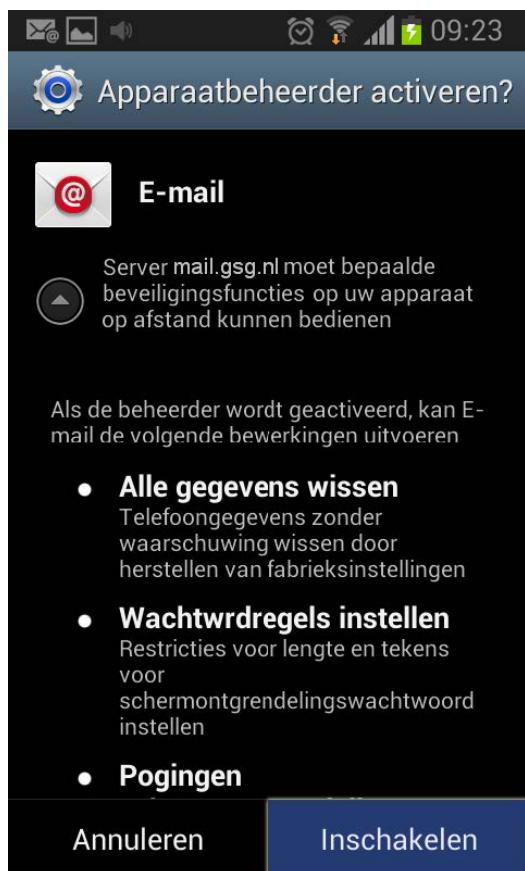 09:23
Apparaatbeheerder activeren?
E-mail
Server mail.gsg.nl moet bepaalde
beveiligingsfuncties op uw apparaat
op afstand kunnen bedienen
Als de beheerder wordt geactiveerd, kan E-
mail de volgende bewerkingen uitvoeren
Alle gegevens wissen
Telefoongegevens zonder
waarschuwing wissen door
herstellen van fabrieksinstellingen
Wachtwrdregels instellen
Restricties voor lengte en tekens
voor
schermontgrendelingswachtwoord
instellen
Pogingen
Annuleren
Inschakelen